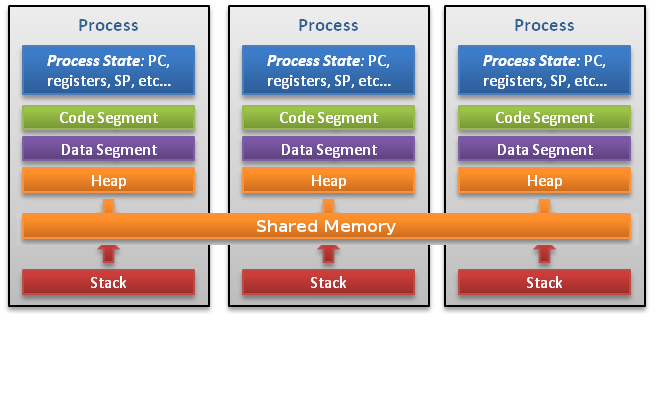 Process
Process State: PC,
registers, SP, etc...
Code Segment
Data Segment
Heap
Stack
Process
Process State: PC,
registers, SP, etc...
Code Segment
Data Segment
Heap
Shared Memory
Stack
Process
Process State: PC,
registers, SP, etc...
Code Segment
Data Segment
Heap
Stack